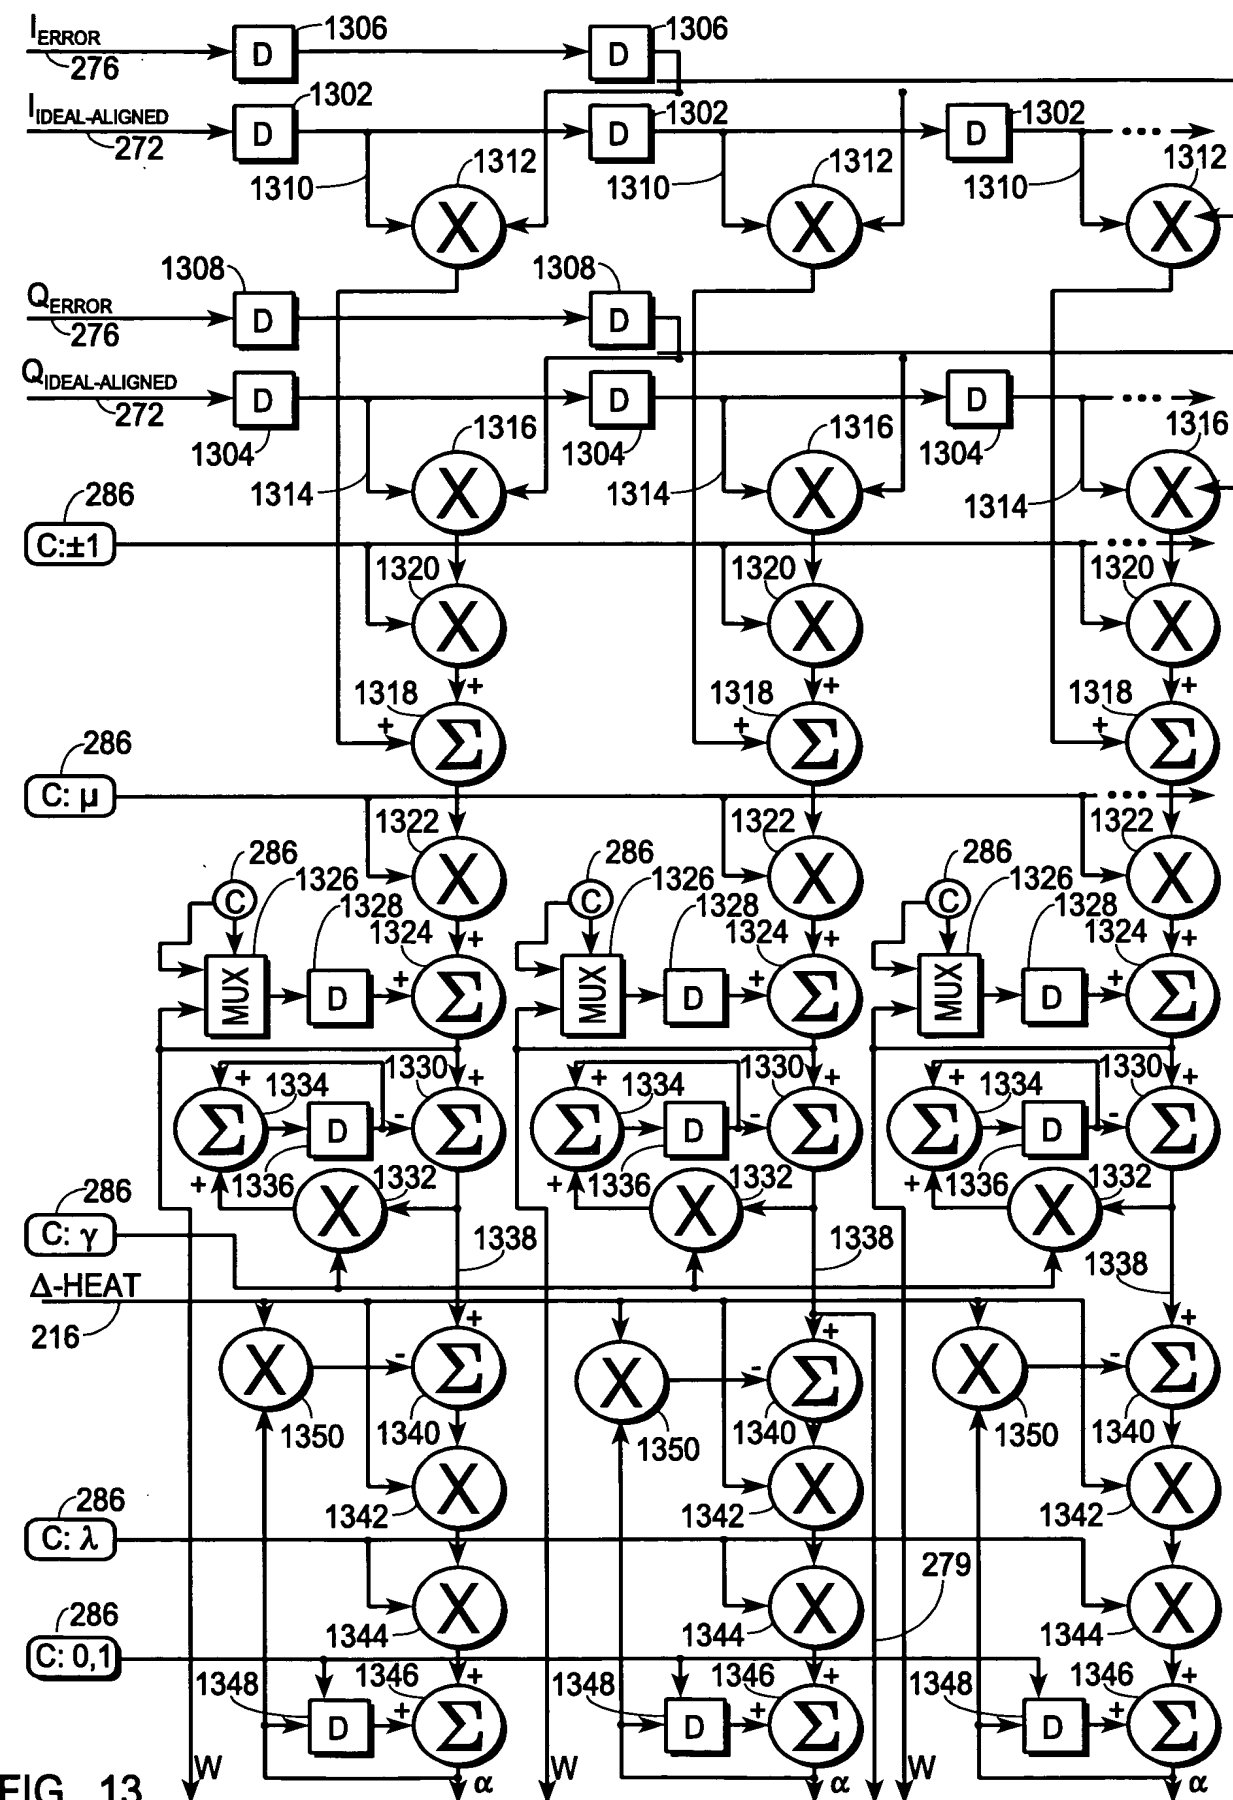 I ERROR
276
D
1306
D
1306
I IDEAL-ALIGNED
272
D
1302
D
1302
D
1302
1310
X
1312
1310
X
1312
1310
X
1312
Q ERROR
276
1308
D
1308
D
Q IDEAL-ALIGNED
272
D
1304
D
1304
D
1304
1314
X
1316
1314
X
1316
1314
X
1316
286
C:±1
1320
X
1320
X
1320
X
1318
+
+
Σ
1318
+
+
Σ
1318
+
+
Σ
286
C: μ
1322
X
1322
X
1322
X
286
C
1326
1328
1324
+
286
C
1326
1328
1324
+
286
C
1326
1328
1324
+
MUX
D
+
Σ
MUX
D
+
Σ
MUX
D
+
Σ
+
1334
1330
+
+
1334
1330
+
+
1334
1330
+
Σ
D
-
Σ
Σ
D
-
Σ
Σ
D
-
Σ
+
1336
X
1332
+
1336
X
1332
+
1336
X
1332
286
C: γ
1338
1338
1338
Δ-HEAT
216
X
1350
-
+
Σ
1340
X
1350
-
+
Σ
1340
X
1350
-
+
Σ
1340
X
1342
X
1342
X
1342
286
C: λ
279
X
1344
X
1344
X
1344
286
C: 0,1
1348
D
1346
+
+
Σ
1348
D
1346
+
+
Σ
1348
D
1346
+
+
Σ
W
α
W
α
W
α
FIG. 13